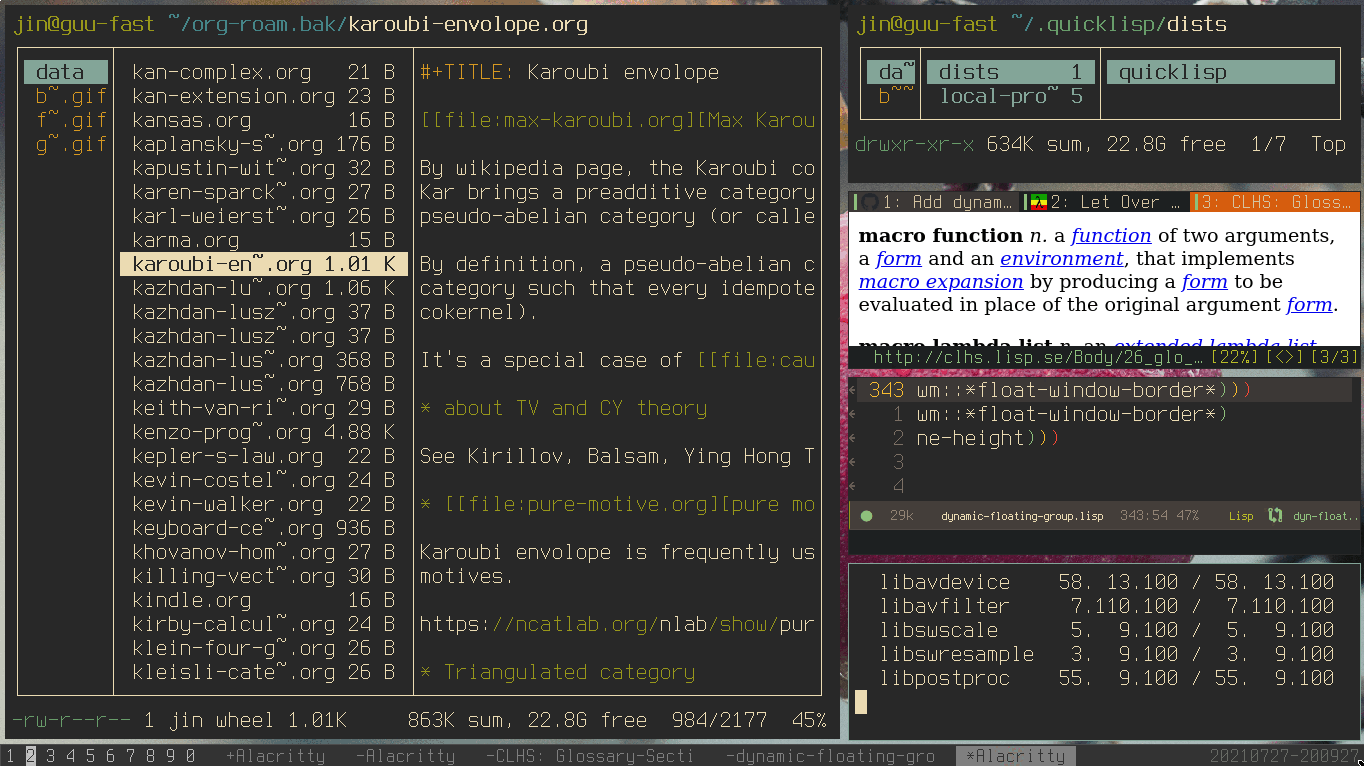 jin@guu-fast ~/org-roam.bak/karoubi-envolope.org
data
b~.gif
f~.gif
g~.gif
kan-complex.org 21 B
kan-extension.org 23 B
kansas.org 16 B
kaplansky-s~.org 176 B
kapustin-wit~.org 32 B
karen-sparck~.org 27 B
karl-weierst~.org 26 B
karma.org 15 B
karoubi-en~.org 1.01 K
kazhdan-lu~.org 1.06 K
kazhdan-lusz~.org 37 B
kazhdan-lusz~.org 37 B
kazhdan-lus~.org 368 B
kazhdan-lus~.org 768 B
keith-van-ri~.org 29 B
kenzo-prog~.org 4.88 K
kepler-s-law.org 22 B
kevin-costel~.org 24 B
kevin-walker.org 22 B
keyboard-ce~.org 936 B
khovanov-hom~.org 27 B
killing-vect~.org 30 B
kindle.org 16 B
kirby-calcul~.org 24 B
klein-four-g~.org 26 B
kleisli-cate~.org 26 B
#+TITLE: Karoubi envolope
[[file:max-karoubi.org][Max Karou
By wikipedia page, the Karoubi co
Kar brings a preadditive category
pseudo-abelian category (or calle
By definition, a pseudo-abelian c
category such that every idempote
cokernel).
It's a special case of [[file:cau
* about TV and CY theory
See Kirillov, Balsam, Ying Hong T
* [[file:pure-motive.org][pure mo
Karoubi envolope is frequently us
motives.
https://ncatlab.org/nlab/show/pur
* Triangulated category
-rw-r--r-- 1 jin wheel 1.01K 863K sum, 22.8G free 984/2177 45%
jin@guu-fast ~/.quicklisp/dists
da~
b~~
dists 1
local-pro~ 5
quicklisp
drwxr-xr-x 634K sum, 22.8G free 1/7 Top
1: Add dynam… 2: Let Over … 3: CLHS: Gloss…
macro function n. a function of two arguments,
a form and an environment, that implements
macro expansion by producing a form to be
evaluated in place of the original argument form.
macro lambda list n. an extended lambda list
http://clhs.lisp.se/Body/26_glo_… [22%] [<>] [3/3]
343 wm::*float-window-border*)))
1 wm::*float-window-border*)
2 ne-height)))
3
4
29k dynamic-floating-group.lisp 343:54 47% Lisp dyn-float..
libavdevice 58. 13.100 / 58. 13.100
libavfilter 7.110.100 / 7.110.100
libswscale 5. 9.100 / 5. 9.100
libswresample 3. 9.100 / 3. 9.100
libpostproc 55. 9.100 / 55. 9.100
1 2 3 4 5 6 7 8 9 0 +Alacritty -Alacritty -CLHS: Glossary-Secti -dynamic-floating-gro *Alacritty 20210727-200927